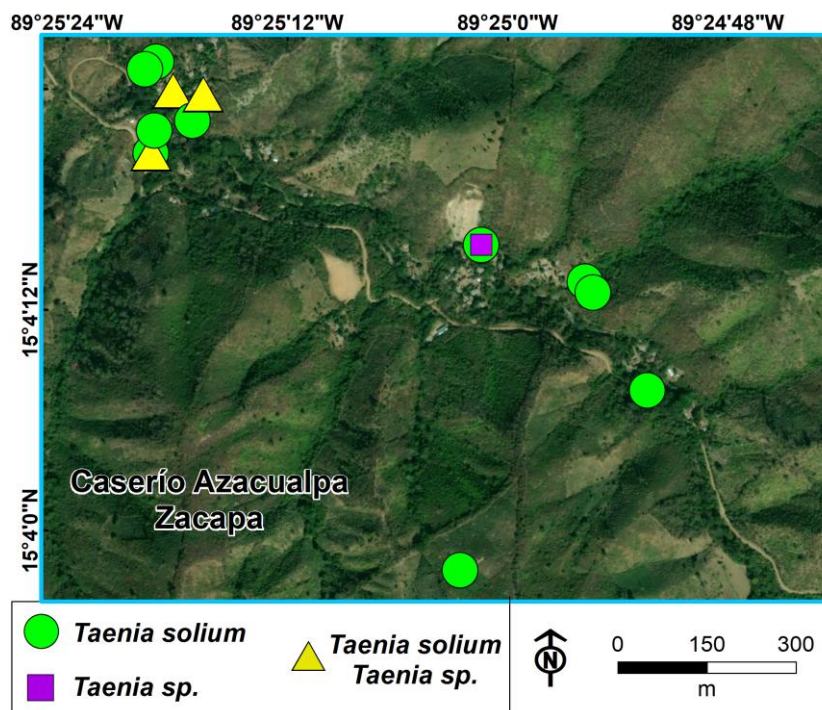 89°25'24"W 89°25'12"W 89°25'0"W 89°24'48"W
15°4'12"N
15°4'0"N
Caserío Azacualpa
Zacapa
Taenia solium
Taenia sp.
Taenia solium
Taenia sp.
N
0 150 300
m